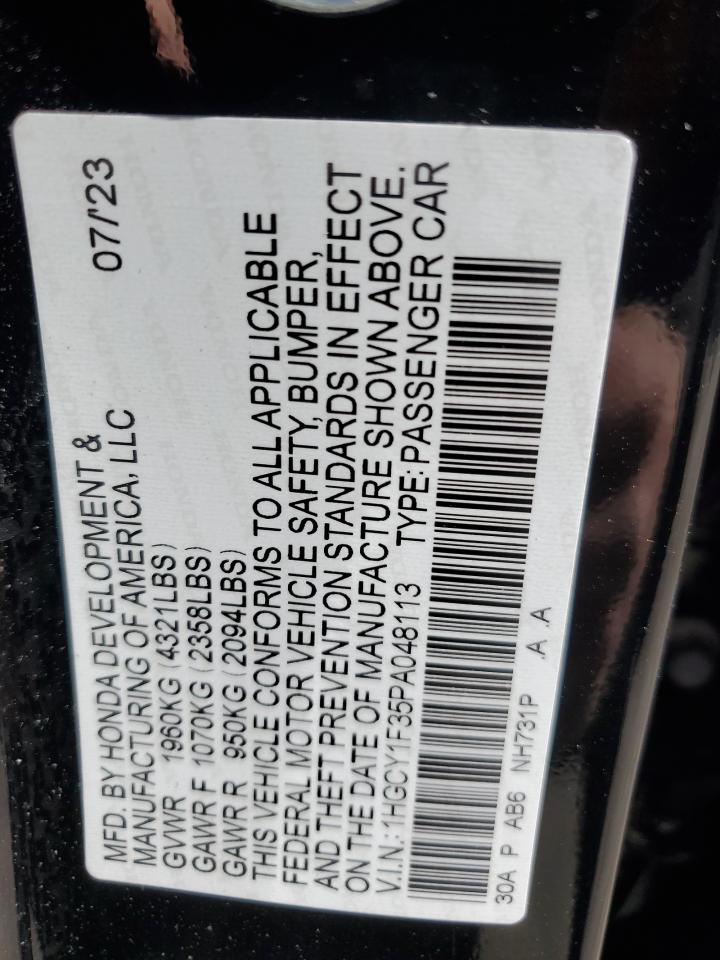 MFD. BY HONDA DEVELOPMENT & 07/'23
MANUFACTURING OF AMERICA, LLC
GVWR 1960KG (4321LBS)
GAWR F 1070KG (2358LBS)
GAWR R 950KG (2094LBS)
THIS VEHICLE CONFORMS TO ALL APPLICABLE
FEDERAL MOTOR VEHICLE SAFETY, BUMPER,
AND THEFT PREVENTION STANDARDS IN EFFECT
ON THE DATE OF MANUFACTURE SHOWN ABOVE.
V.I.N.: 1HGCY1F35PA048113 TYPE: PASSENGER CAR
30A P AB6 NH731P .A .A